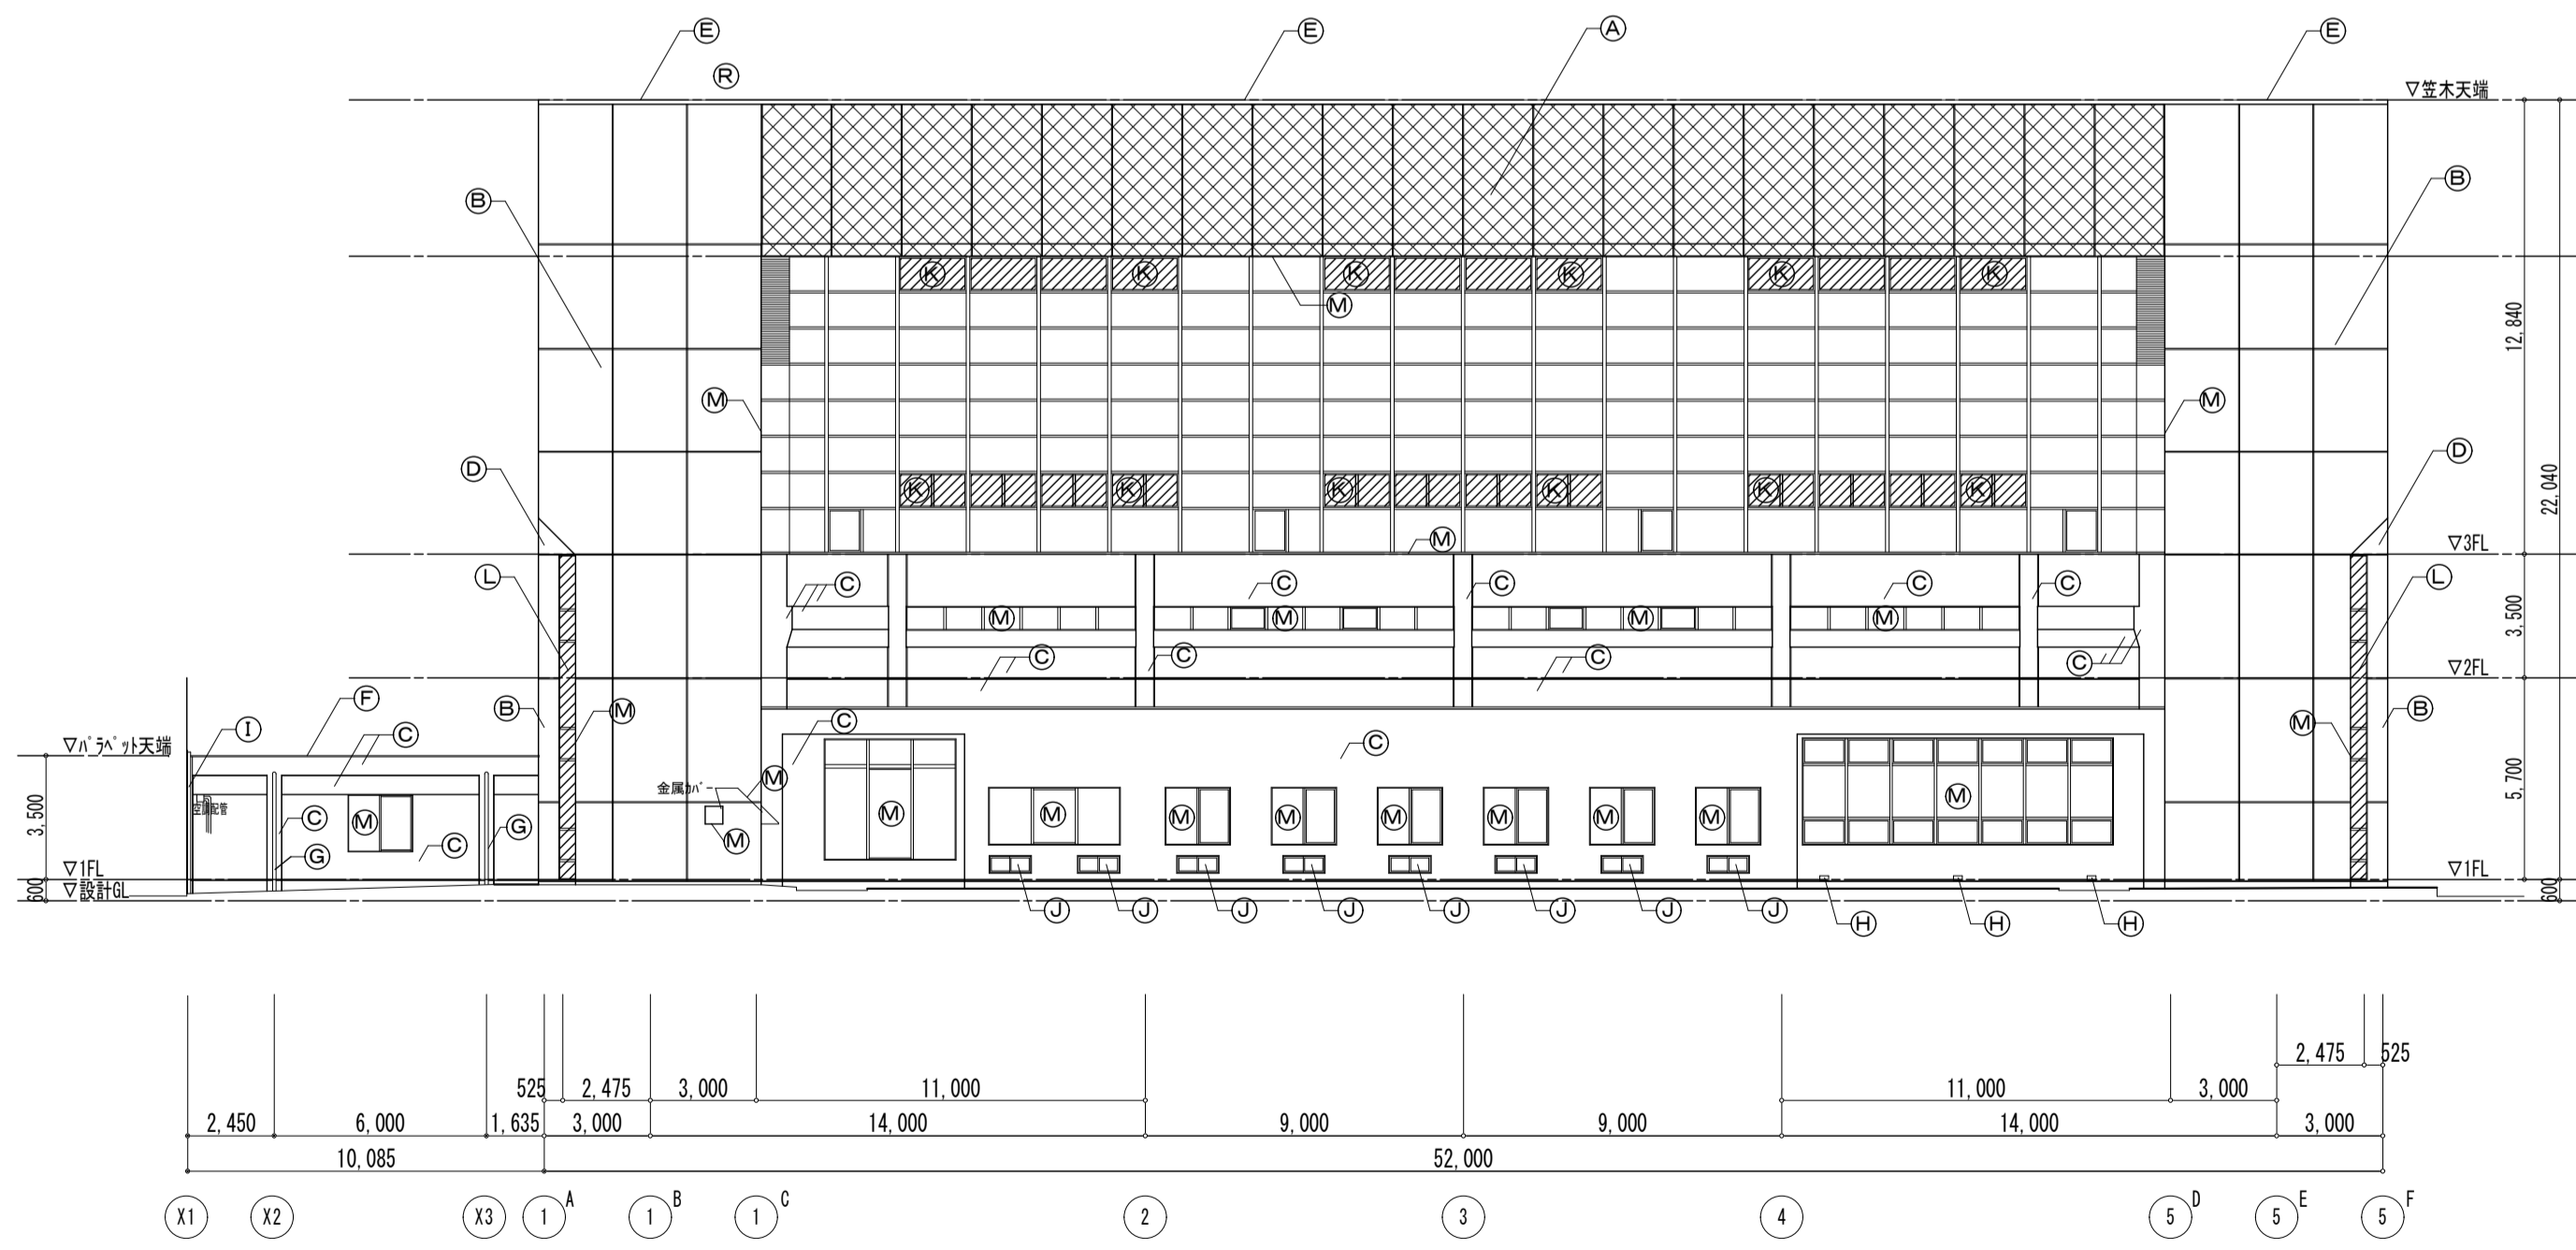 E E A E
R
▽笠木天端
B B
K K K K K K
M
12,840
M M
D D
K K K K K K
22,040
M
▽3FL
L C C C C C L
M M M M
3,500
C C C C
▽2FL
F
B M C M B
I C
▽パラペット天端
C
金属カバー M
M M
5,700
3,500
空調配管
C M G M M M M M M M M M
G C
▽1FL ▽1FL
600 ▽設計GL 600
J J J J J J J J
H H H
2,475 525
525 2,475 3,000 11,000 11,000 3,000
2,450 6,000 1,635 3,000 14,000 9,000 9,000 14,000 3,000
10,085 52,000
X1 X2 X3 1 A 1 B 1 C 2 3 4 5 D 5 E 5 F